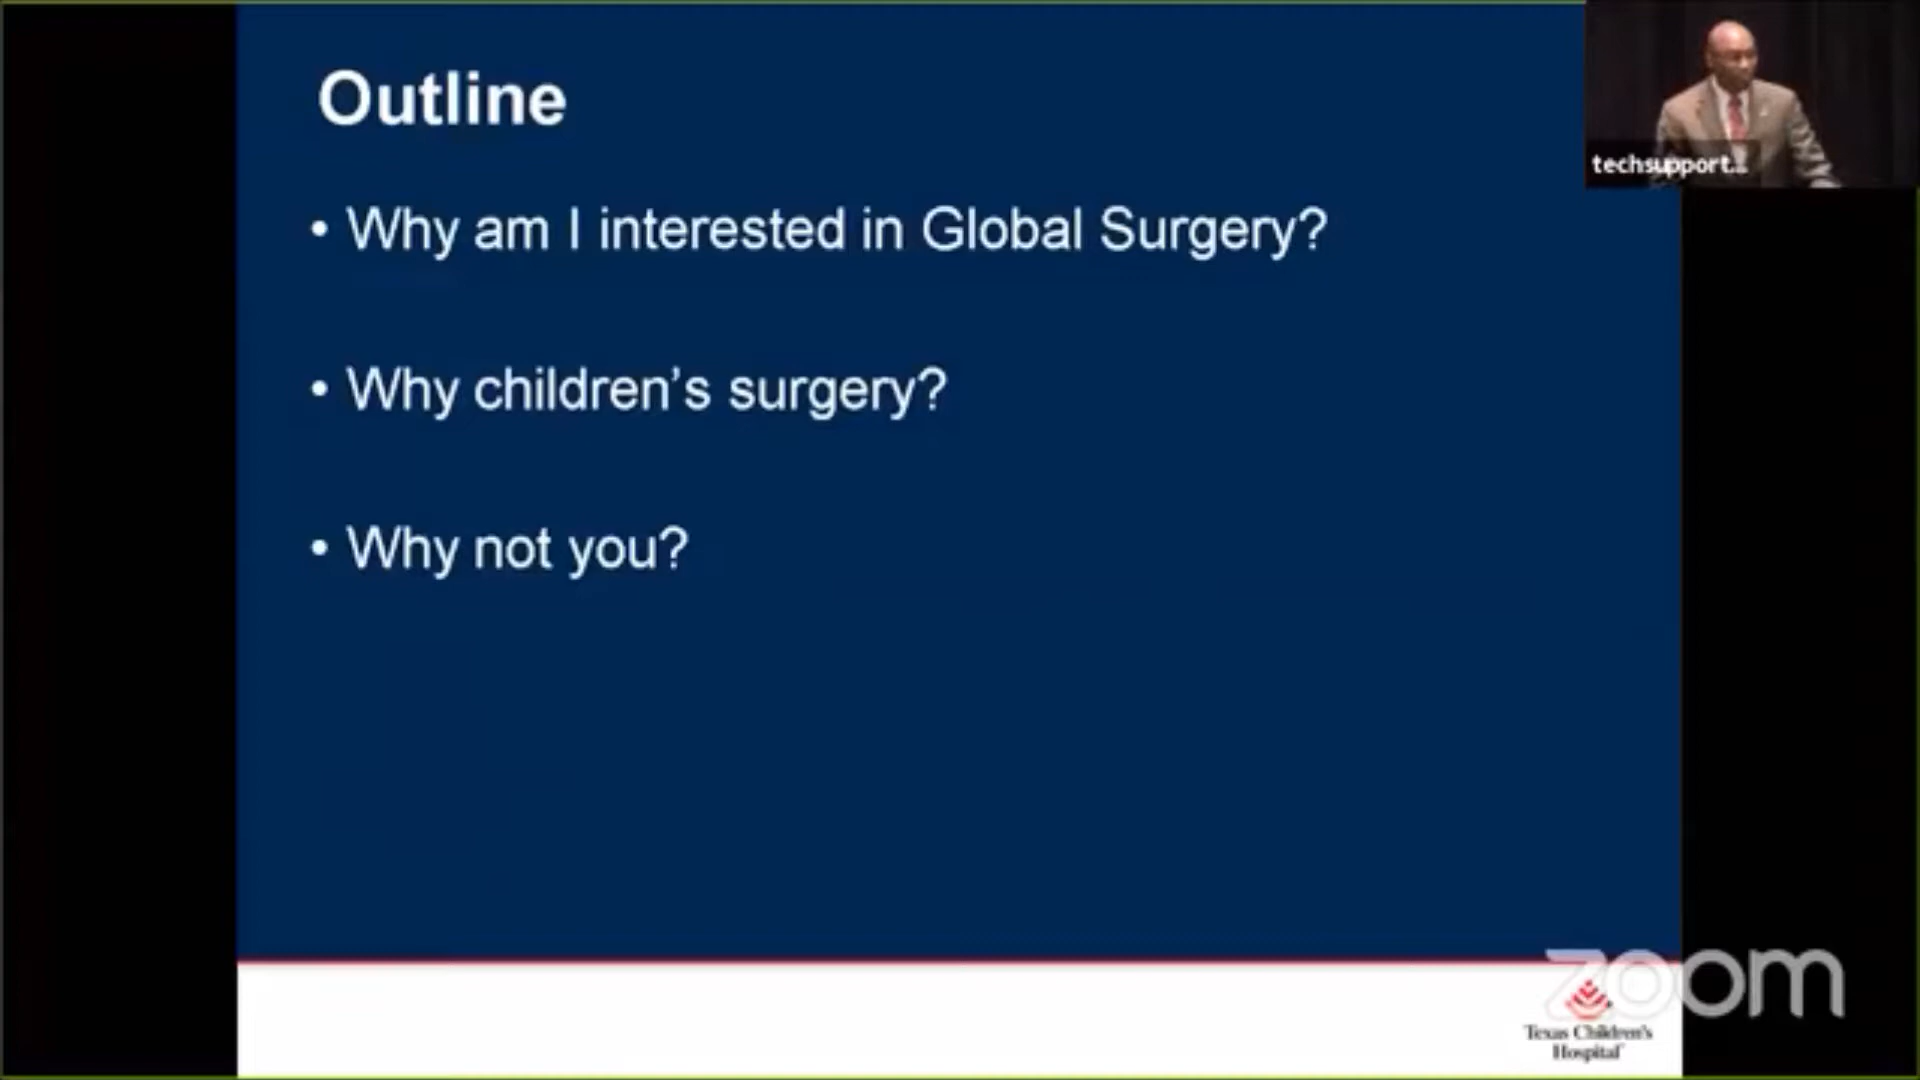 Outline
techsupport...
• Why am I interested in Global Surgery?
• Why children's surgery?
• Why not you?
zoom
Texas Children's
Hospital